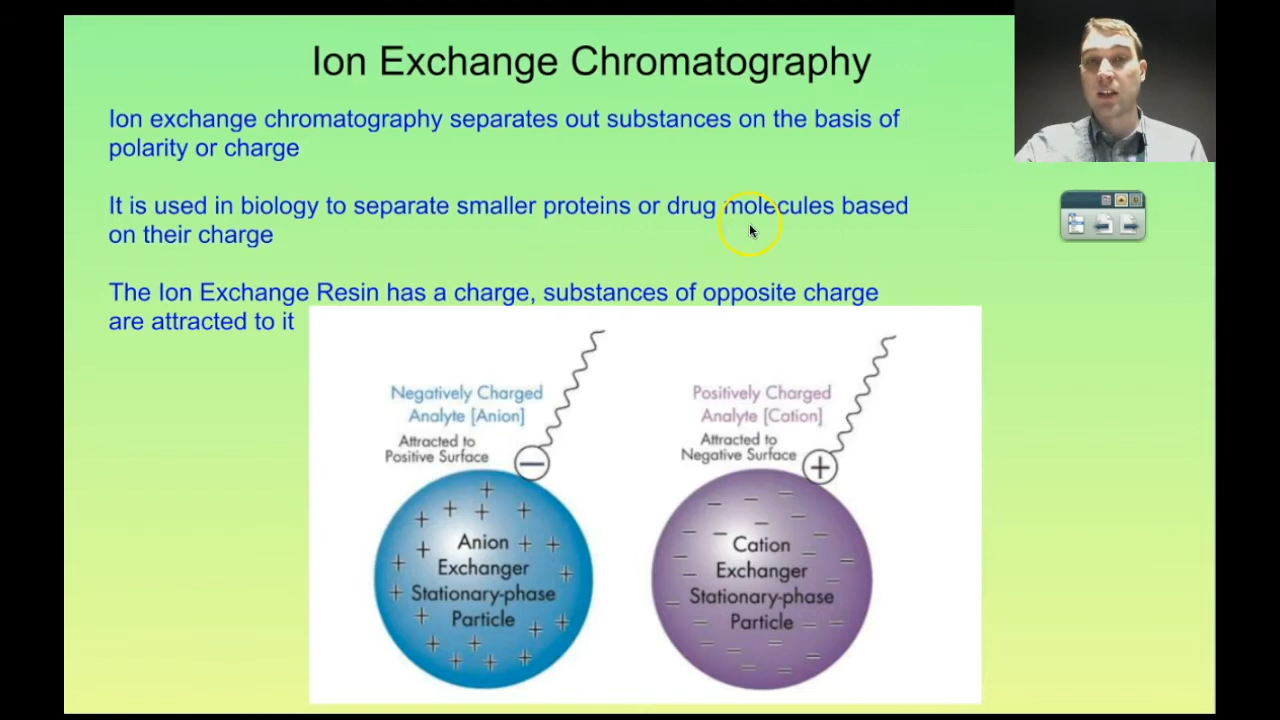 Ion Exchange Chromatography
Ion exchange chromatography separates out substances on the basis of
polarity or charge
It is used in biology to separate smaller proteins or drug molecules based
on their charge
The Ion Exchange Resin has a charge, substances of opposite charge
are attracted to it
Negatively Charged
Analyte [Anion]
Attracted to
Positive Surface
Anion
Exchanger
Stationary-phase
Particle
Positively Charged
Analyte [Cation]
Attracted to
Negative Surface
Cation
Exchanger
Stationary-phase
Particle